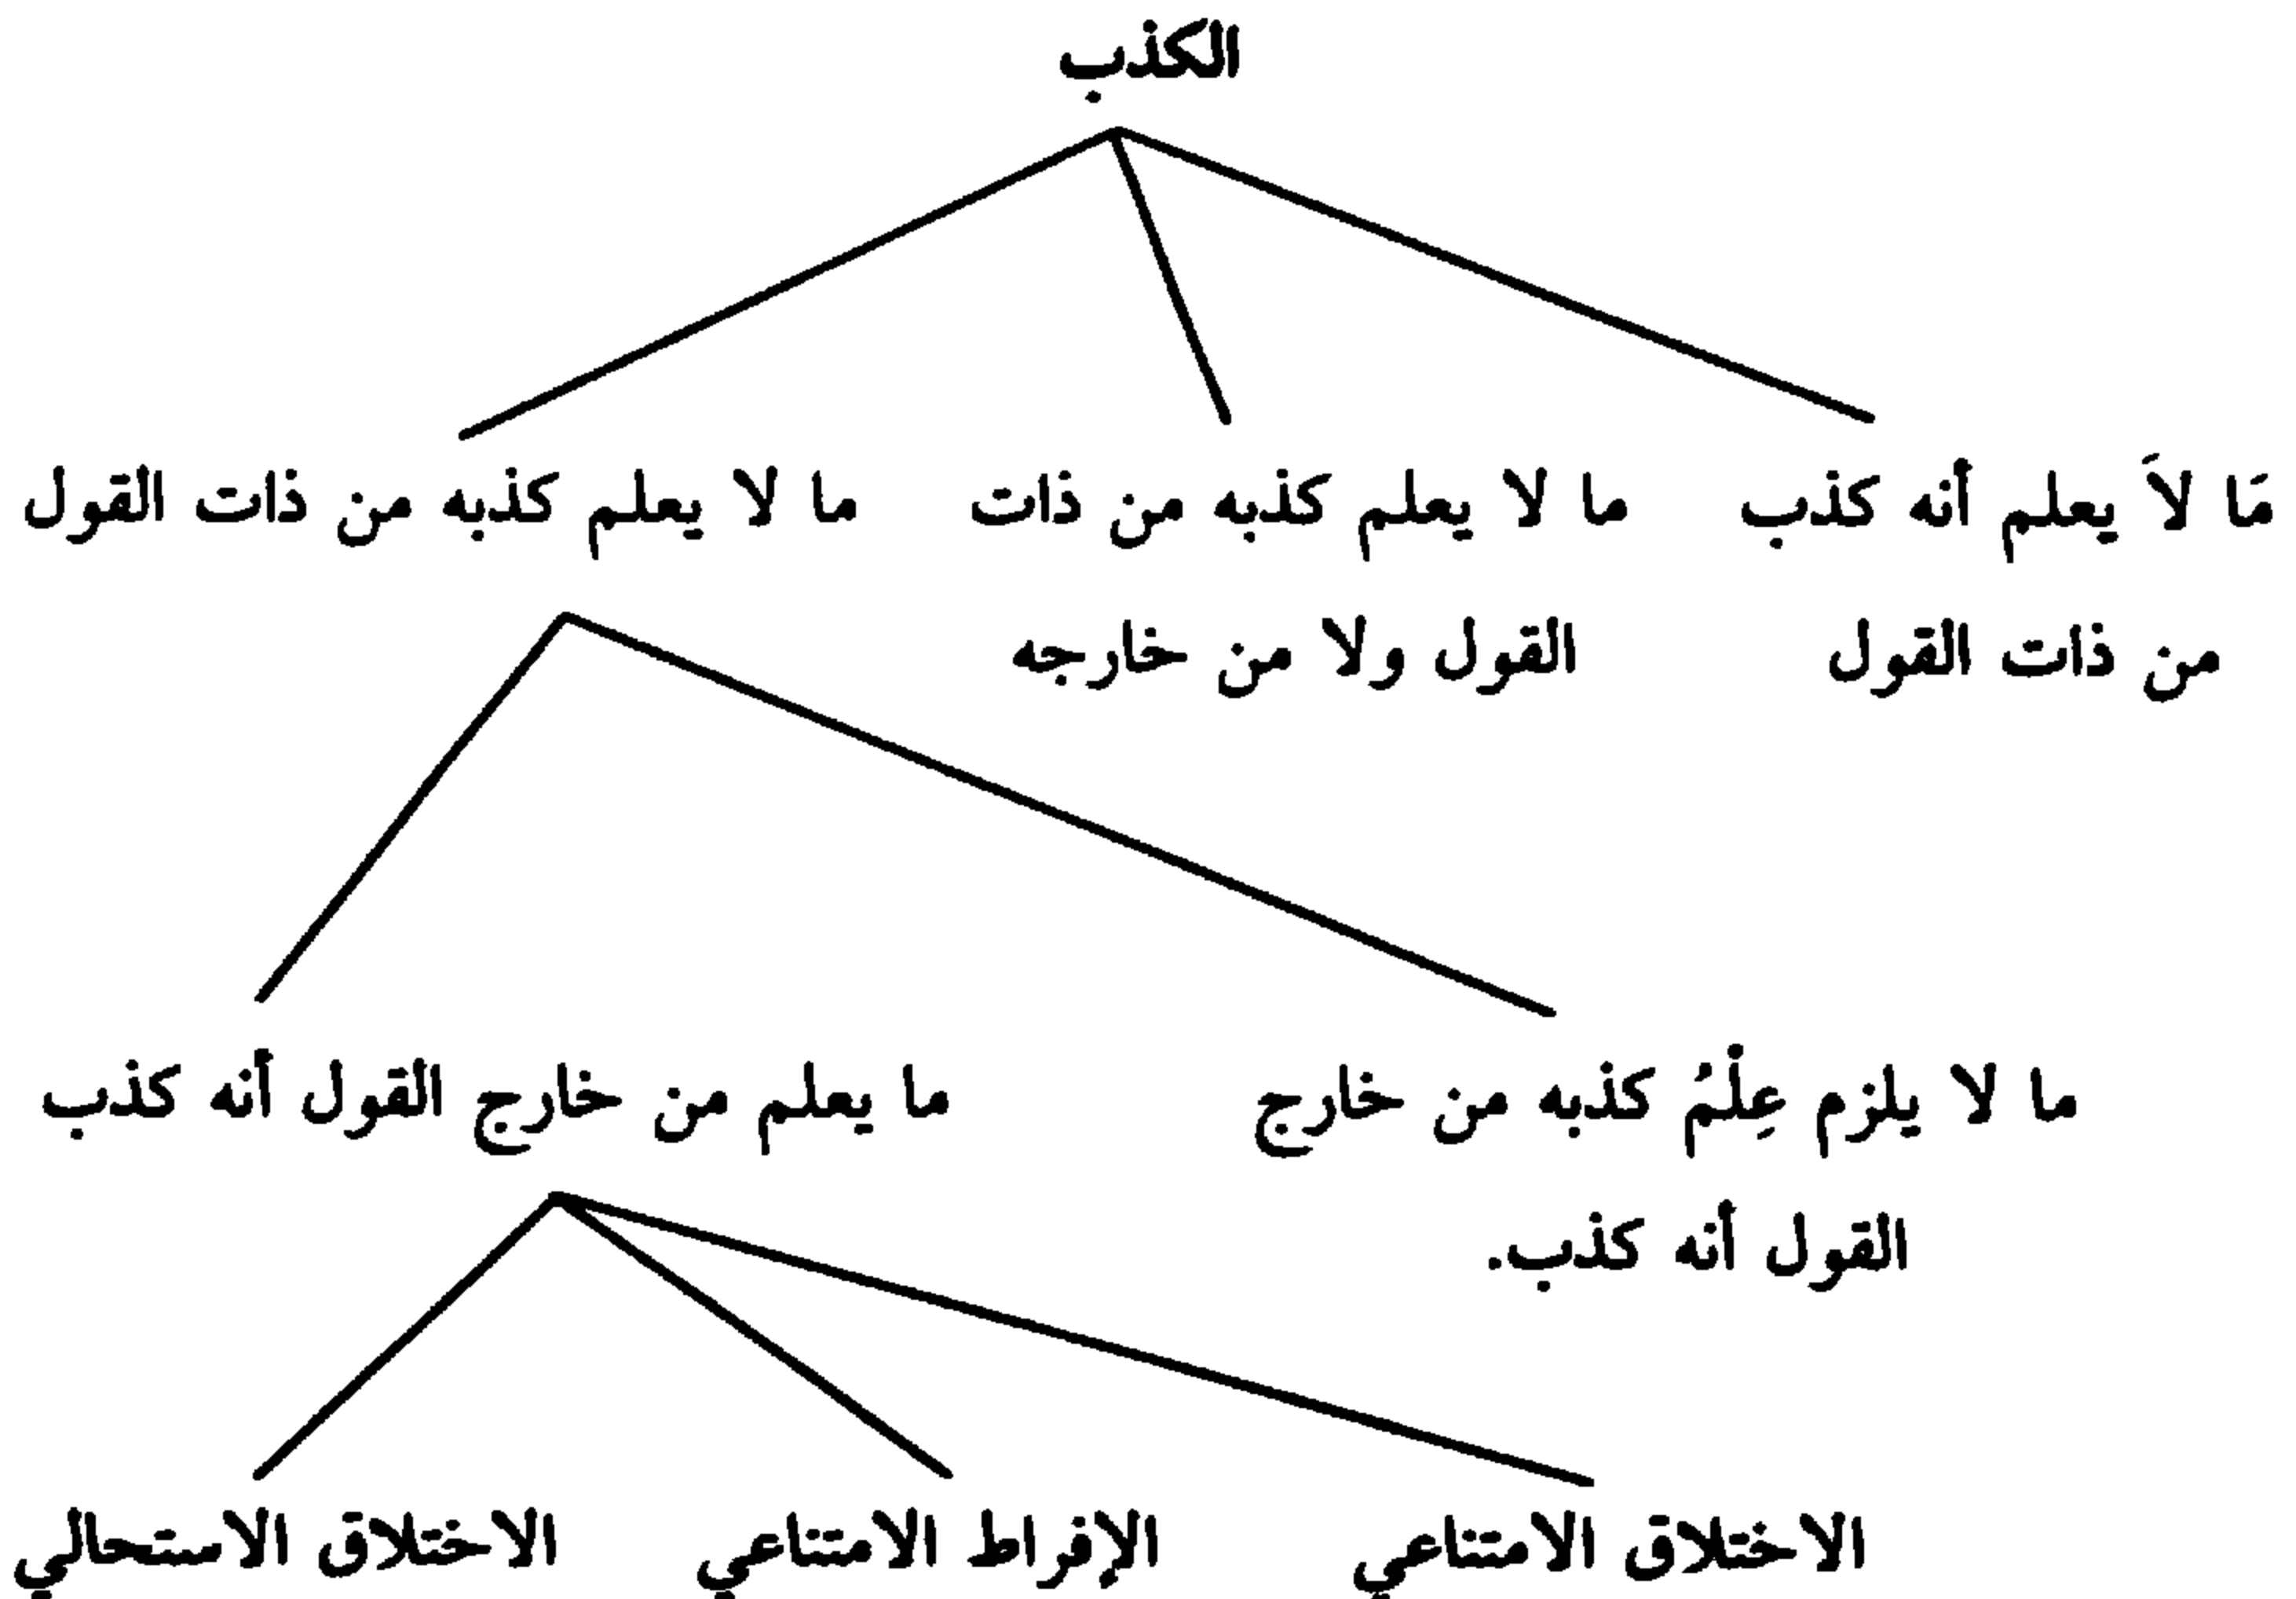 الكذب
مَا لاَ يعلم أنه كذب
من ذات القول
ما لا يعلم كذبه من ذات
القول ولا من خارجه
ما لا يعلم كذبه من ذات القول
ما لا يلزم عِلْمُ كذبه من خارج
القول أنه كذب.
ما يعلم من خارج القول أنه كذب
الاختلاق الامتناعي
الإفراط الامتناعي
الاختلاق الاستحالي